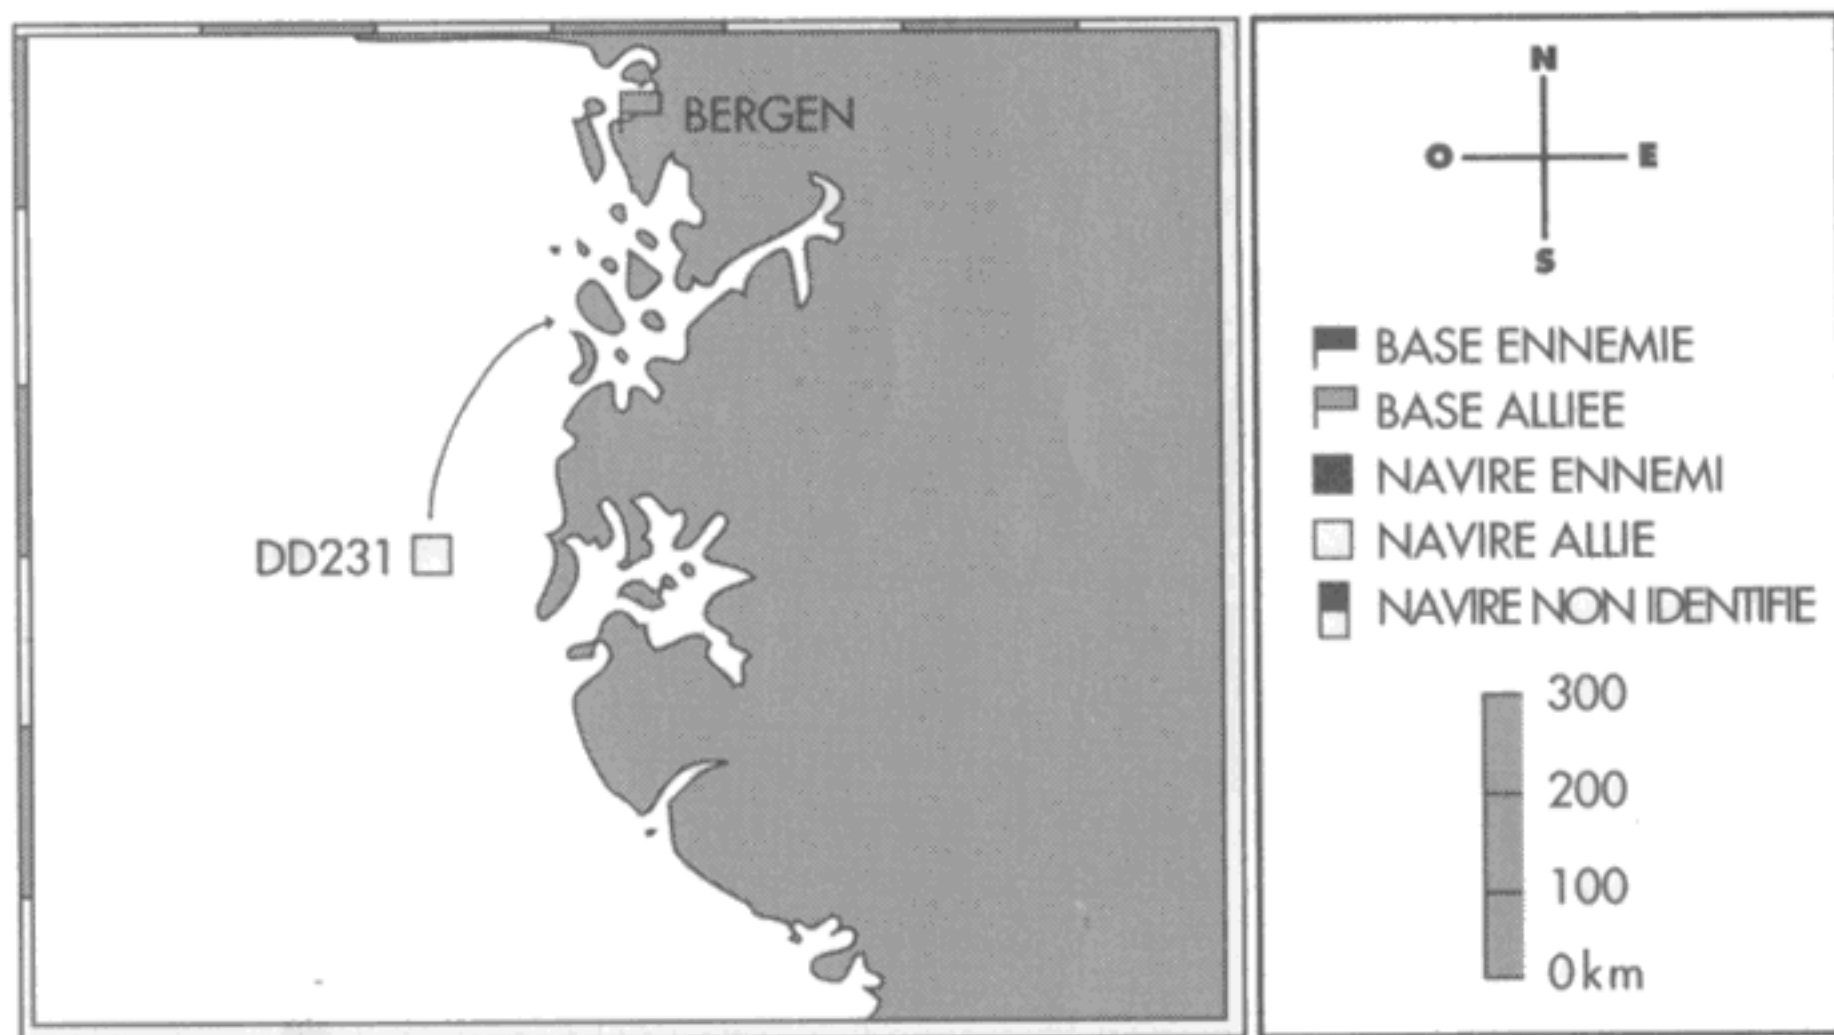 BERGEN
DD231
N
O E
S
BASE ENNEMIE
BASE ALLIEE
NAVIRE ENNEMI
NAVIRE ALLIE
NAVIRE NON IDENTIFIE
300
200
100
0km